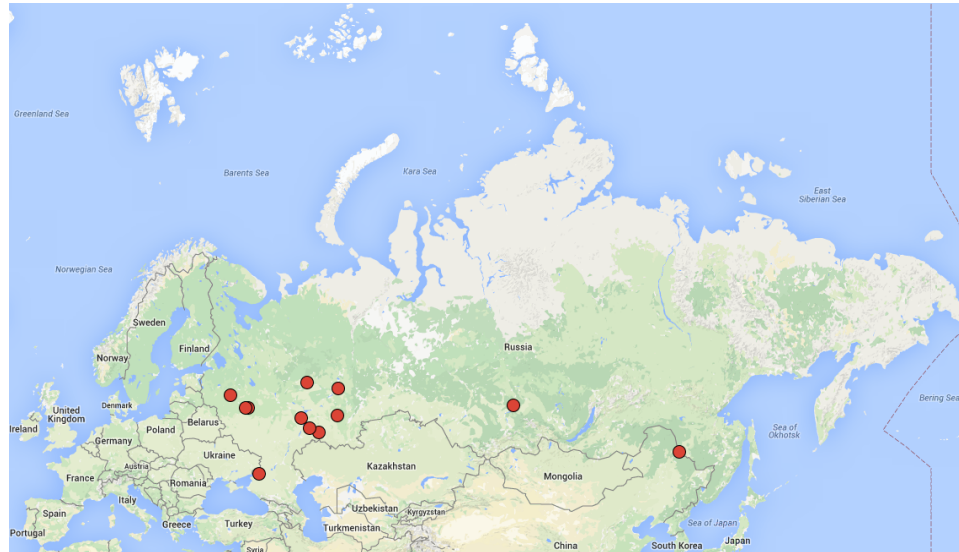 Greenland Sea
Barents Sea
Kara Sea
East
Siberian Sea
Norwegian Sea
Sweden
Finland
Norway
Russia
Bering Sea
Denmark
United
Kingdom
Ireland
Belarus
Poland
Germany
Sea of
Okhotsk
Ukraine
Austria
France
Romania
Kazakhstan
Mongolia
Italy
Spain
Portugal
Greece
Turkey
Uzbekistan
Kyrgyzstan
Turkmenistan
Syria
China
Sea of Japan
South Korea
Japan